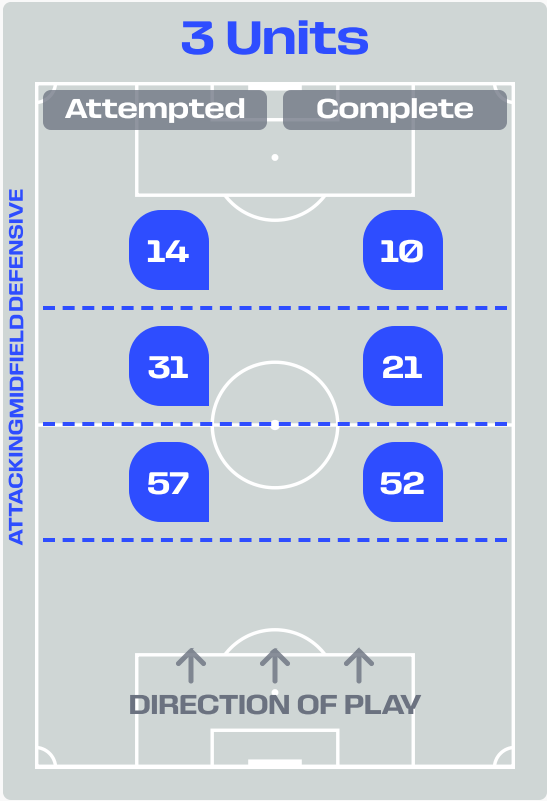 3 Units
Attempted Complete
14 10
31 21
57 52
ATTACKINGMIDFIELDDEFENSIVE
DIRECTION OF PLAY